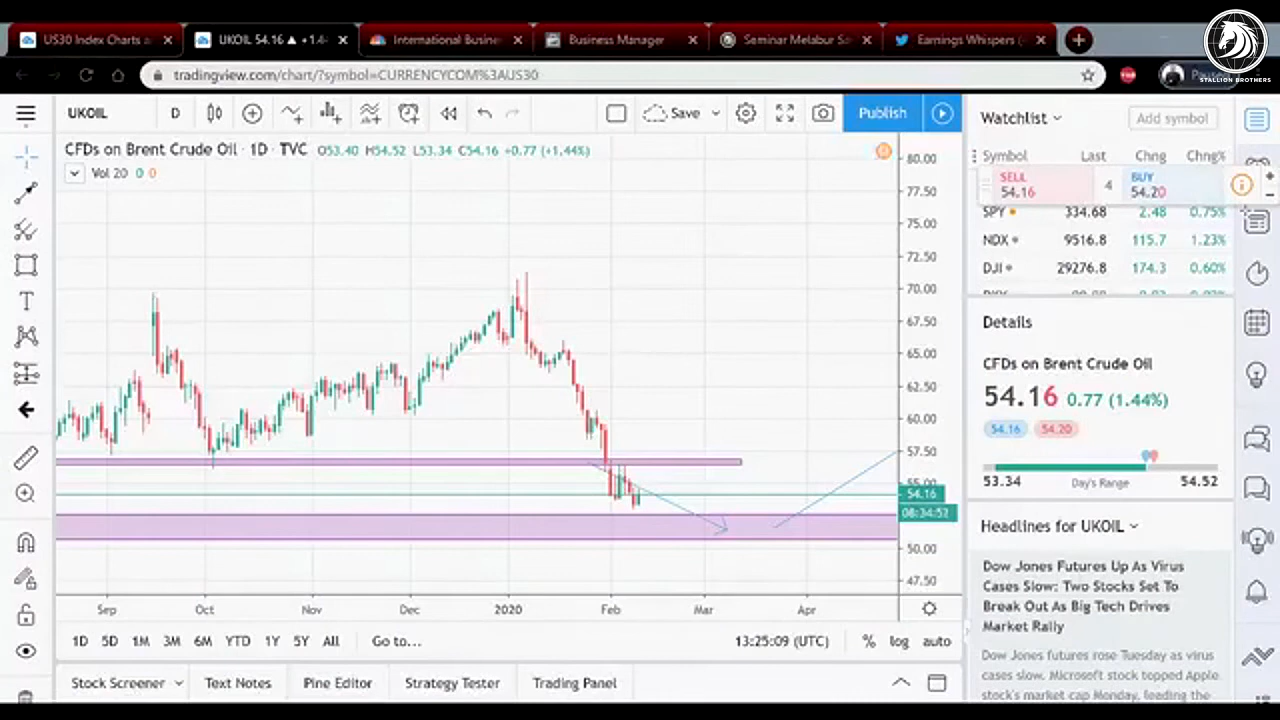 US30 Index Charts a
UKOIL 54.16 ▲ +1.4
International Busine
Business Manager
Seminar Melabur Sa
Earnings Whispers (
STALLION BROTHERS
tradingview.com/chart/?symbol=CURRENCYCOM%3AUS30
UKOIL
D
Save
Publish
Watchlist
Add symbol
CFDs on Brent Crude Oil · 1D · TVC O53.40 H54.52 L53.34 C54.16 +0.77 (+1.44%)
Vol 20 0 0
Symbol Last Chng Chng%
SELL
54.16
4
BUY
54.20
SPY 334.68 2.48 0.75%
NDX 9516.8 115.7 1.23%
DJI 29276.8 174.3 0.60%
80.00
77.50
75.00
72.50
70.00
67.50
65.00
62.50
60.00
57.50
55.00
54.16
08:34:52
50.00
47.50
Details
CFDs on Brent Crude Oil
54.16 0.77 (1.44%)
54.16 54.20
53.34 Day's Range 54.52
Headlines for UKOIL
Dow Jones Futures Up As Virus
Cases Slow: Two Stocks Set To
Break Out As Big Tech Drives
Market Rally
Dow Jones futures rose Tuesday as virus
cases slow. Microsoft stock topped Apple
stock's market cap Monday, leading the
Sep Oct Nov Dec 2020 Feb Mar Apr
1D 5D 1M 3M 6M YTD 1Y 5Y All Go to...
13:25:09 (UTC) % log auto
Stock Screener Text Notes Pine Editor Strategy Tester Trading Panel